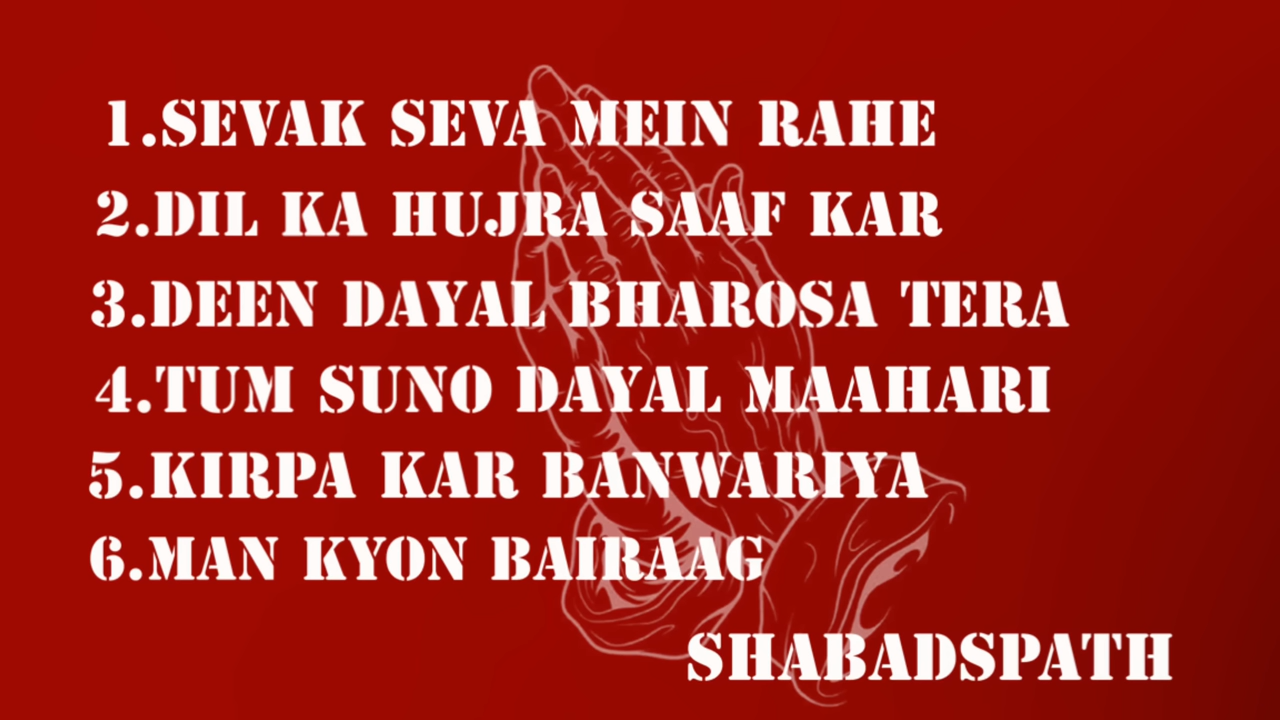 1.SEVAK SEVA MEIN RAHE
2.DIL KA HUJRA SAAF KAR
3.DEEN DAYAL BHAROSA TERA
4.TUM SUNO DAYAL MAAHARI
5.KIRPA KAR BANWARIYA
6.MAN KYON BAIRAAG
SHABADSPATH